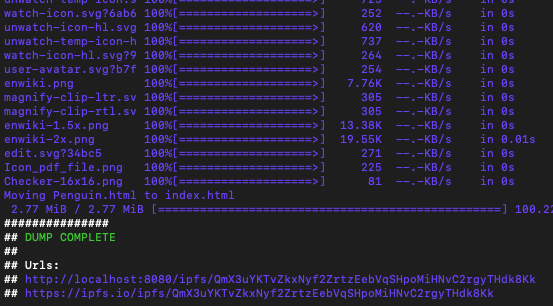 unwatch-temp-icon.s 100%[===================>] 725 --.-KB/s in 0s
watch-icon.svg?6ab6 100%[===================>] 252 --.-KB/s in 0s
unwatch-icon-hl.svg 100%[===================>] 620 --.-KB/s in 0s
unwatch-temp-icon-h 100%[===================>] 737 --.-KB/s in 0s
watch-icon-hl.svg?9 100%[===================>] 264 --.-KB/s in 0s
user-avatar.svg?b7f 100%[===================>] 254 --.-KB/s in 0s
enwiki.png 100%[===================>] 7.76K --.-KB/s in 0s
magnify-clip-ltr.sv 100%[===================>] 305 --.-KB/s in 0s
magnify-clip-rtl.sv 100%[===================>] 305 --.-KB/s in 0s
enwiki-1.5x.png 100%[===================>] 13.38K --.-KB/s in 0s
enwiki-2x.png 100%[===================>] 19.55K --.-KB/s in 0.01s
edit.svg?34bc5 100%[===================>] 271 --.-KB/s in 0s
Icon_pdf_file.png 100%[===================>] 225 --.-KB/s in 0s
Checker-16x16.png 100%[===================>] 81 --.-KB/s in 0s
Moving Penguin.html to index.html
2.77 MiB / 2.77 MiB [==================================================] 100.22
###############
## DUMP COMPLETE
##
## Urls:
## http://localhost:8080/ipfs/QmX3uYKTvZkxNyf2ZrtzEebVqSHpoMiHNvC2rgyTHdk8Kk
## https://ipfs.io/ipfs/QmX3uYKTvZkxNyf2ZrtzEebVqSHpoMiHNvC2rgyTHdk8Kk